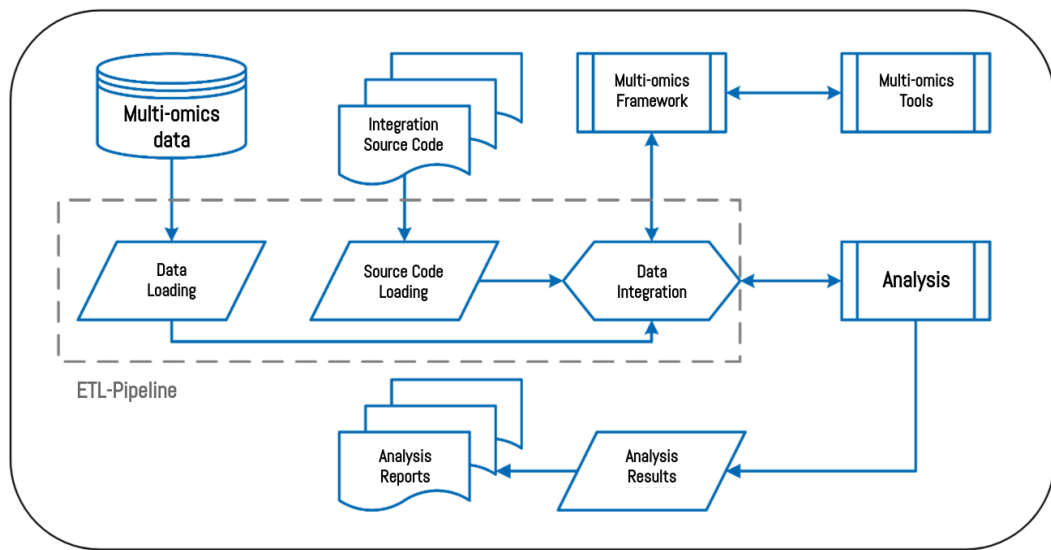 Multi-omics
data
Integration
Source Code
Multi-omics
Framework
Multi-omics
Tools
Data
Loading
Source Code
Loading
Data
Integration
Analysis
ETL-Pipeline
Analysis
Reports
Analysis
Results